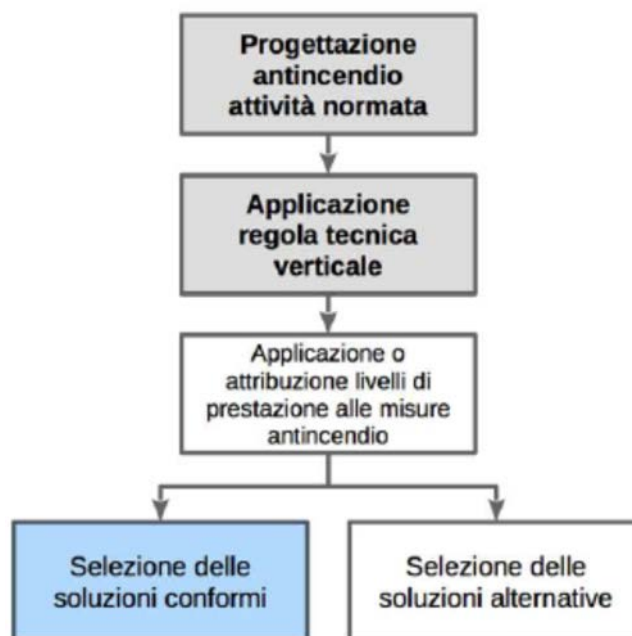 Progettazione
antincendio
attività normata
Applicazione
regola tecnica
verticale
Applicazione o
attribuzione livelli di
prestazione alle misure
antincendio
Selezione delle
soluzioni conformi
Selezione delle
soluzioni alternative